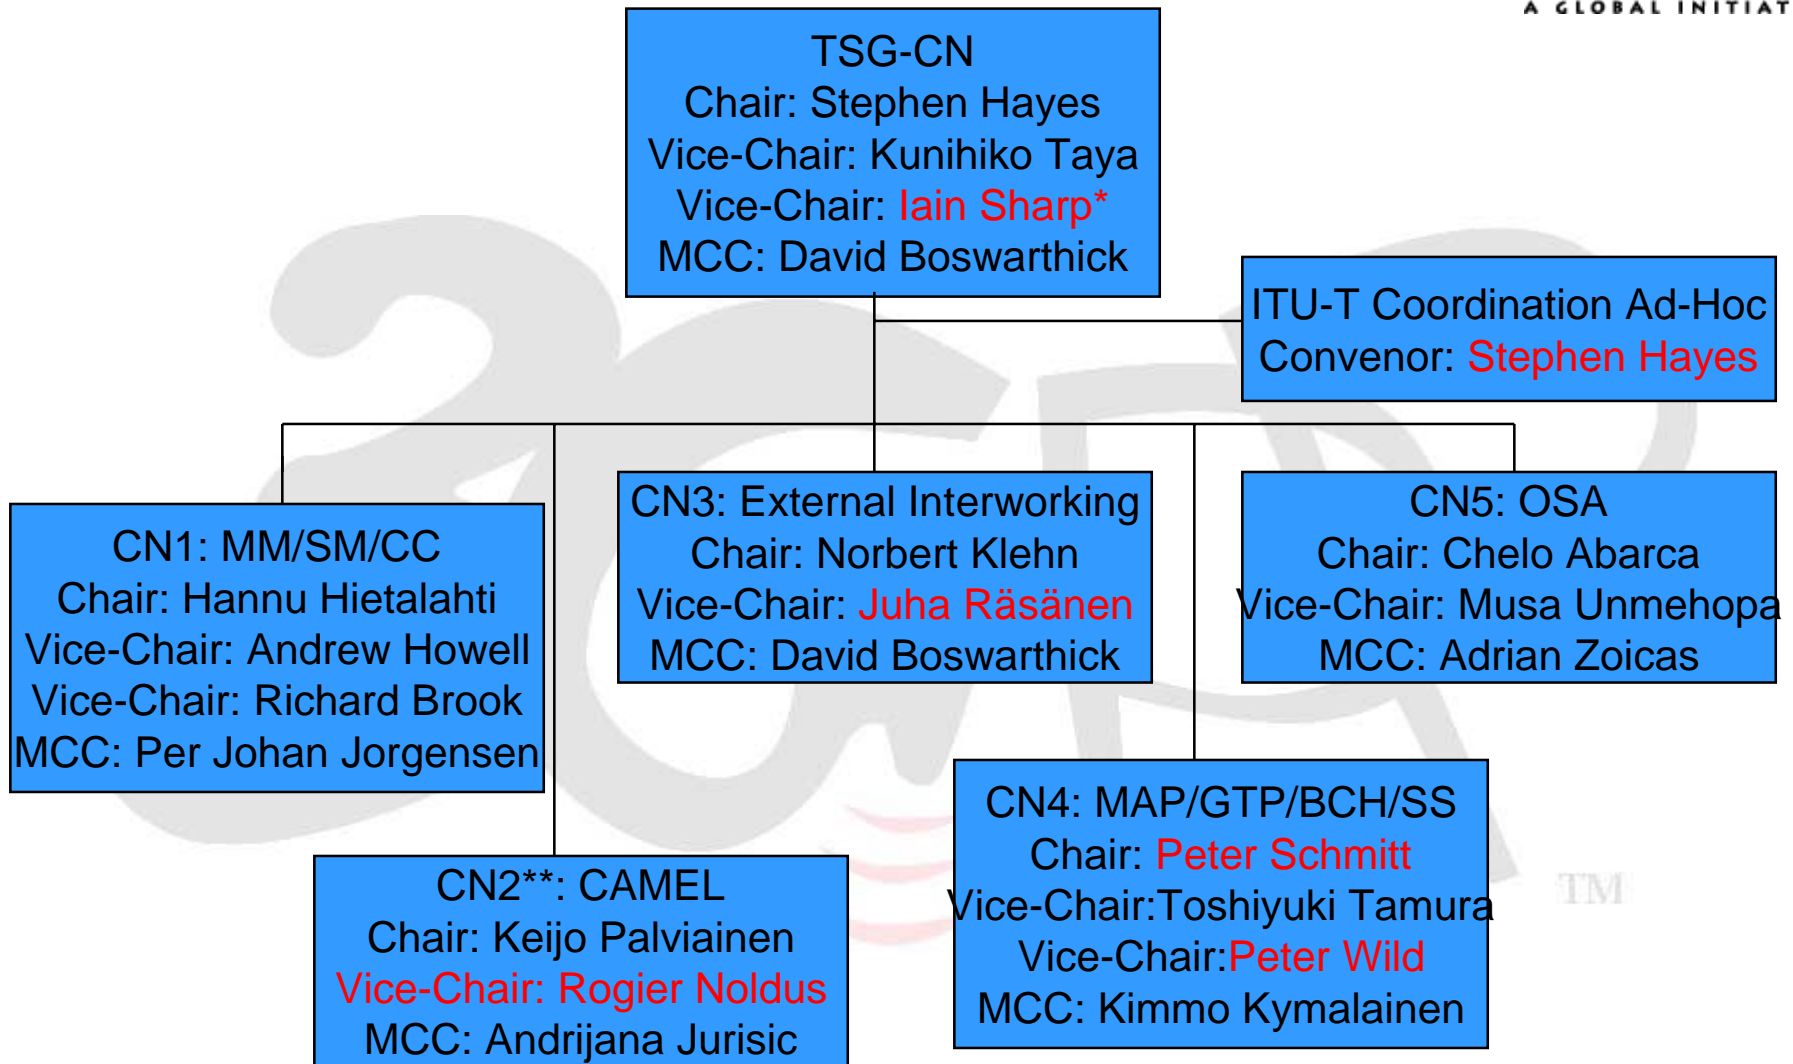 A GLOBAL INITIAT
TSG-CN
Chair: Stephen Hayes
Vice-Chair: Kunihiko Taya
Vice-Chair: Iain Sharp*
MCC: David Boswarthick
ITU-T Coordination Ad-Hoc
Convenor: Stephen Hayes
CN1: MM/SM/CC
Chair: Hannu Hietalahti
Vice-Chair: Andrew Howell
Vice-Chair: Richard Brook
MCC: Per Johan Jorgensen
CN2**: CAMEL
Chair: Keijo Palviainen
Vice-Chair: Rogier Noldus
MCC: Andrijana Jurisic
CN3: External Interworking
Chair: Norbert Klehn
Vice-Chair: Juha Räsänen
MCC: David Boswarthick
CN4: MAP/GTP/BCH/SS
Chair: Peter Schmitt
Vice-Chair:Toshiyuki Tamura
Vice-Chair:Peter Wild
MCC: Kimmo Kymalainen
CN5: OSA
Chair: Chelo Abarca
Vice-Chair: Musa Unmehopa
MCC: Adrian Zoicas
TM